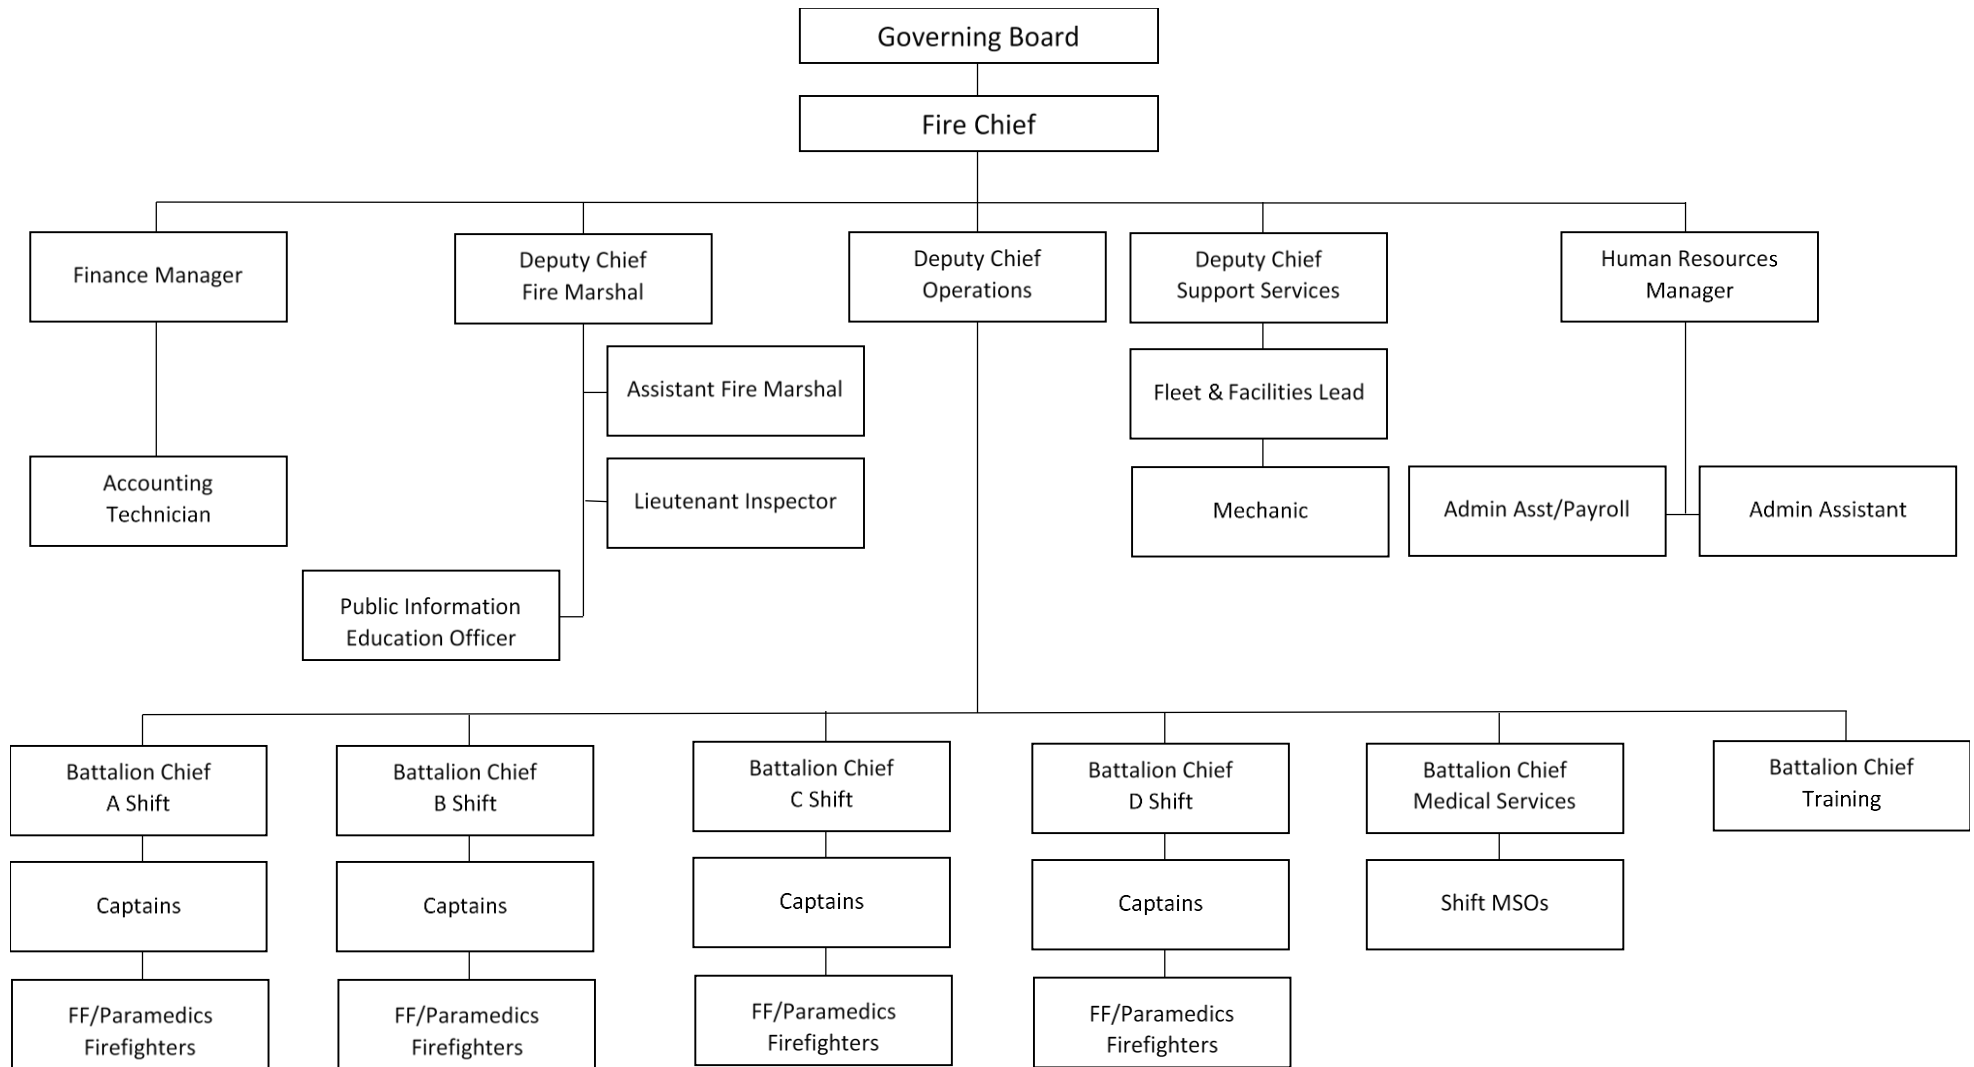 Governing Board
Fire Chief
Finance Manager
Deputy Chief
Fire Marshal
Deputy Chief
Operations
Deputy Chief
Support Services
Human Resources
Manager
Assistant Fire Marshal
Fleet & Facilities Lead
Accounting
Technician
Lieutenant Inspector
Mechanic
Admin Asst/Payroll
Admin Assistant
Public Information
Education Officer
Battalion Chief
A Shift
Battalion Chief
B Shift
Battalion Chief
C Shift
Battalion Chief
D Shift
Battalion Chief
Medical Services
Battalion Chief
Training
Captains
Captains
Captains
Captains
Shift MSOs
FF/Paramedics
Firefighters
FF/Paramedics
Firefighters
FF/Paramedics
Firefighters
FF/Paramedics
Firefighters